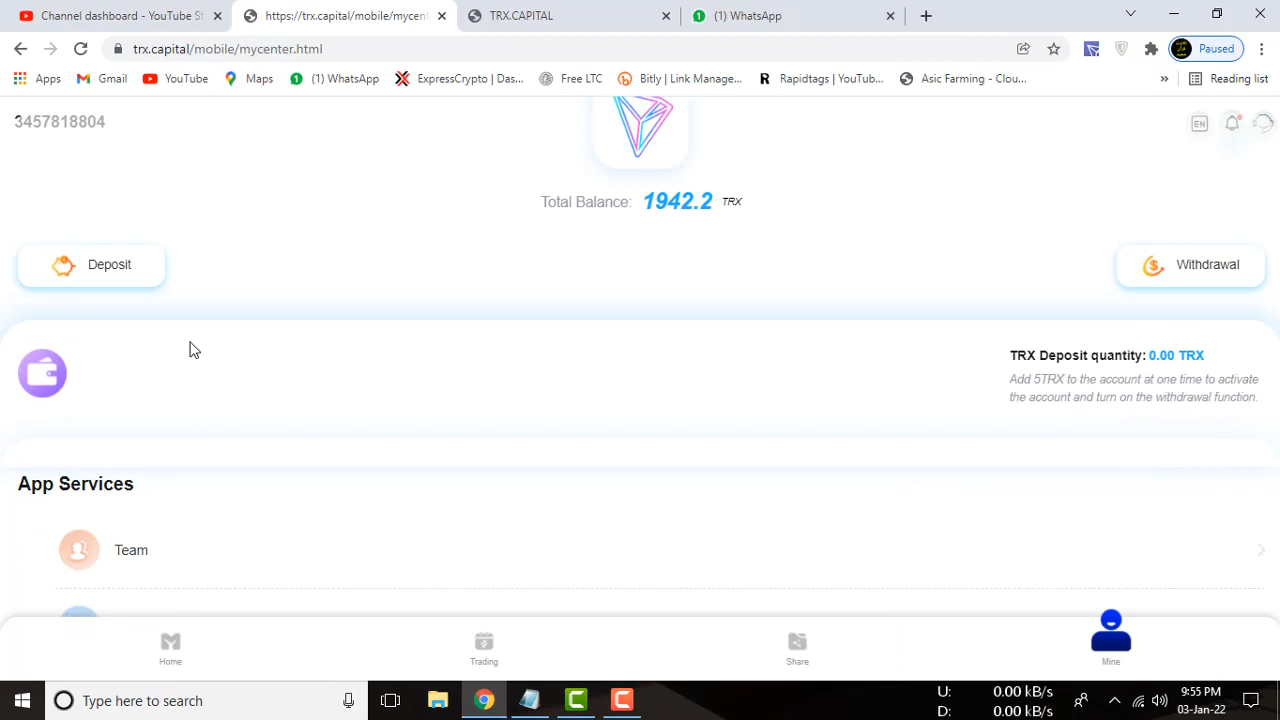 Channel dashboard - YouTube St
https://trx.capital/mobile/mycent
TRX.CAPITAL
(1) WhatsApp
trx.capital/mobile/mycenter.html
Paused
Apps
Gmail
YouTube
Maps
(1) WhatsApp
ExpressCrypto | Das...
Free LTC
Bitly | Link Manage...
Rapidtags | YouTub...
Asic Farming - Clou...
»
Reading list
3457818804
EN
Total Balance: 1942.2 TRX
Deposit
Withdrawal
TRX Deposit quantity: 0.00 TRX
Add 5TRX to the account at one time to activate
the account and turn on the withdrawal function.
App Services
Team
Home
Trading
Share
Mine
Type here to search
U: 0.00 kB/s
D: 0.00 kB/s
9:55 PM
03-Jan-22